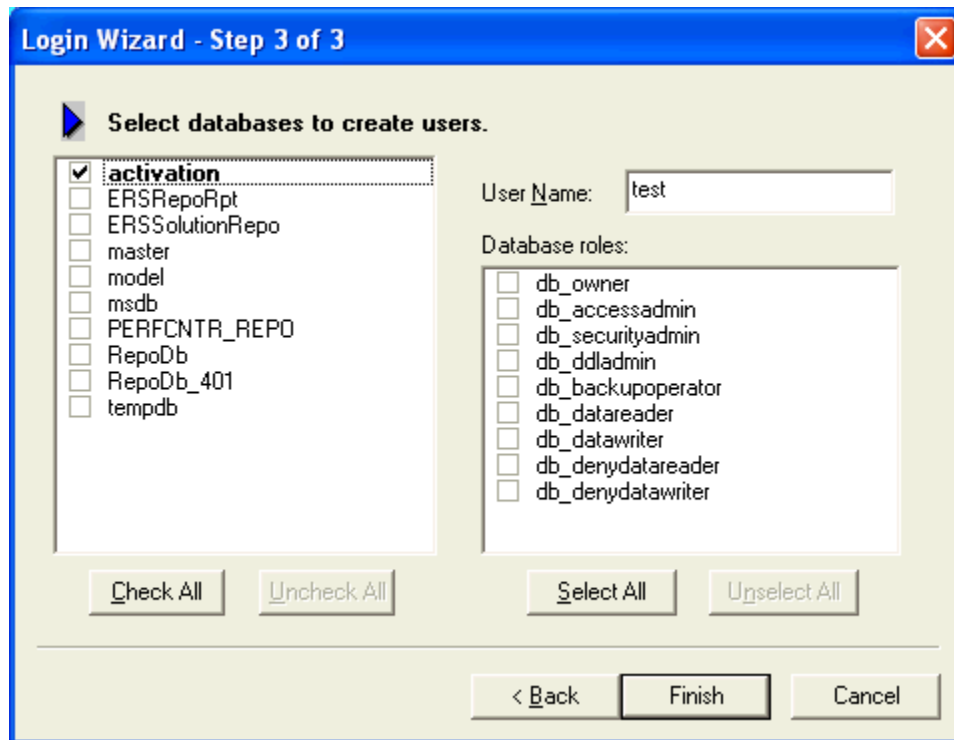 Login Wizard - Step 3 of 3
Select databases to create users.
activation
ERSRepoRpt
ERSSolutionRepo
master
model
msdb
PERFCNTR_REPO
RepoDb
RepoDb_401
tempdb
Check All
Uncheck All
User Name:
test
Database roles:
db_owner
db_accessadmin
db_securityadmin
db_ddladmin
db_backupoperator
db_datareader
db_datawriter
db_denydatareader
db_denydatawriter
Select All
Unselect All
< Back
Finish
Cancel